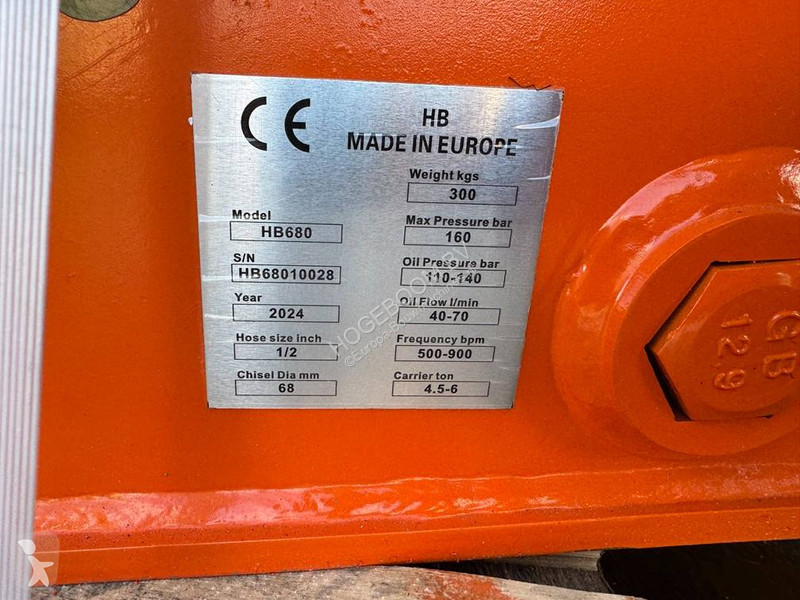 CE
HB
MADE IN EUROPE
Weight kgs
300
Model
HB680
Max Pressure bar
160
S/N
HB68010028
Oil Pressure bar
110-140
Year
2024
Oil Flow l/min
40-70
Hose size inch
1/2
Frequency bpm
500-900
Chisel Dia mm
68
Carrier ton
4.5-6
GB
12.9
HOGEBOOM BV